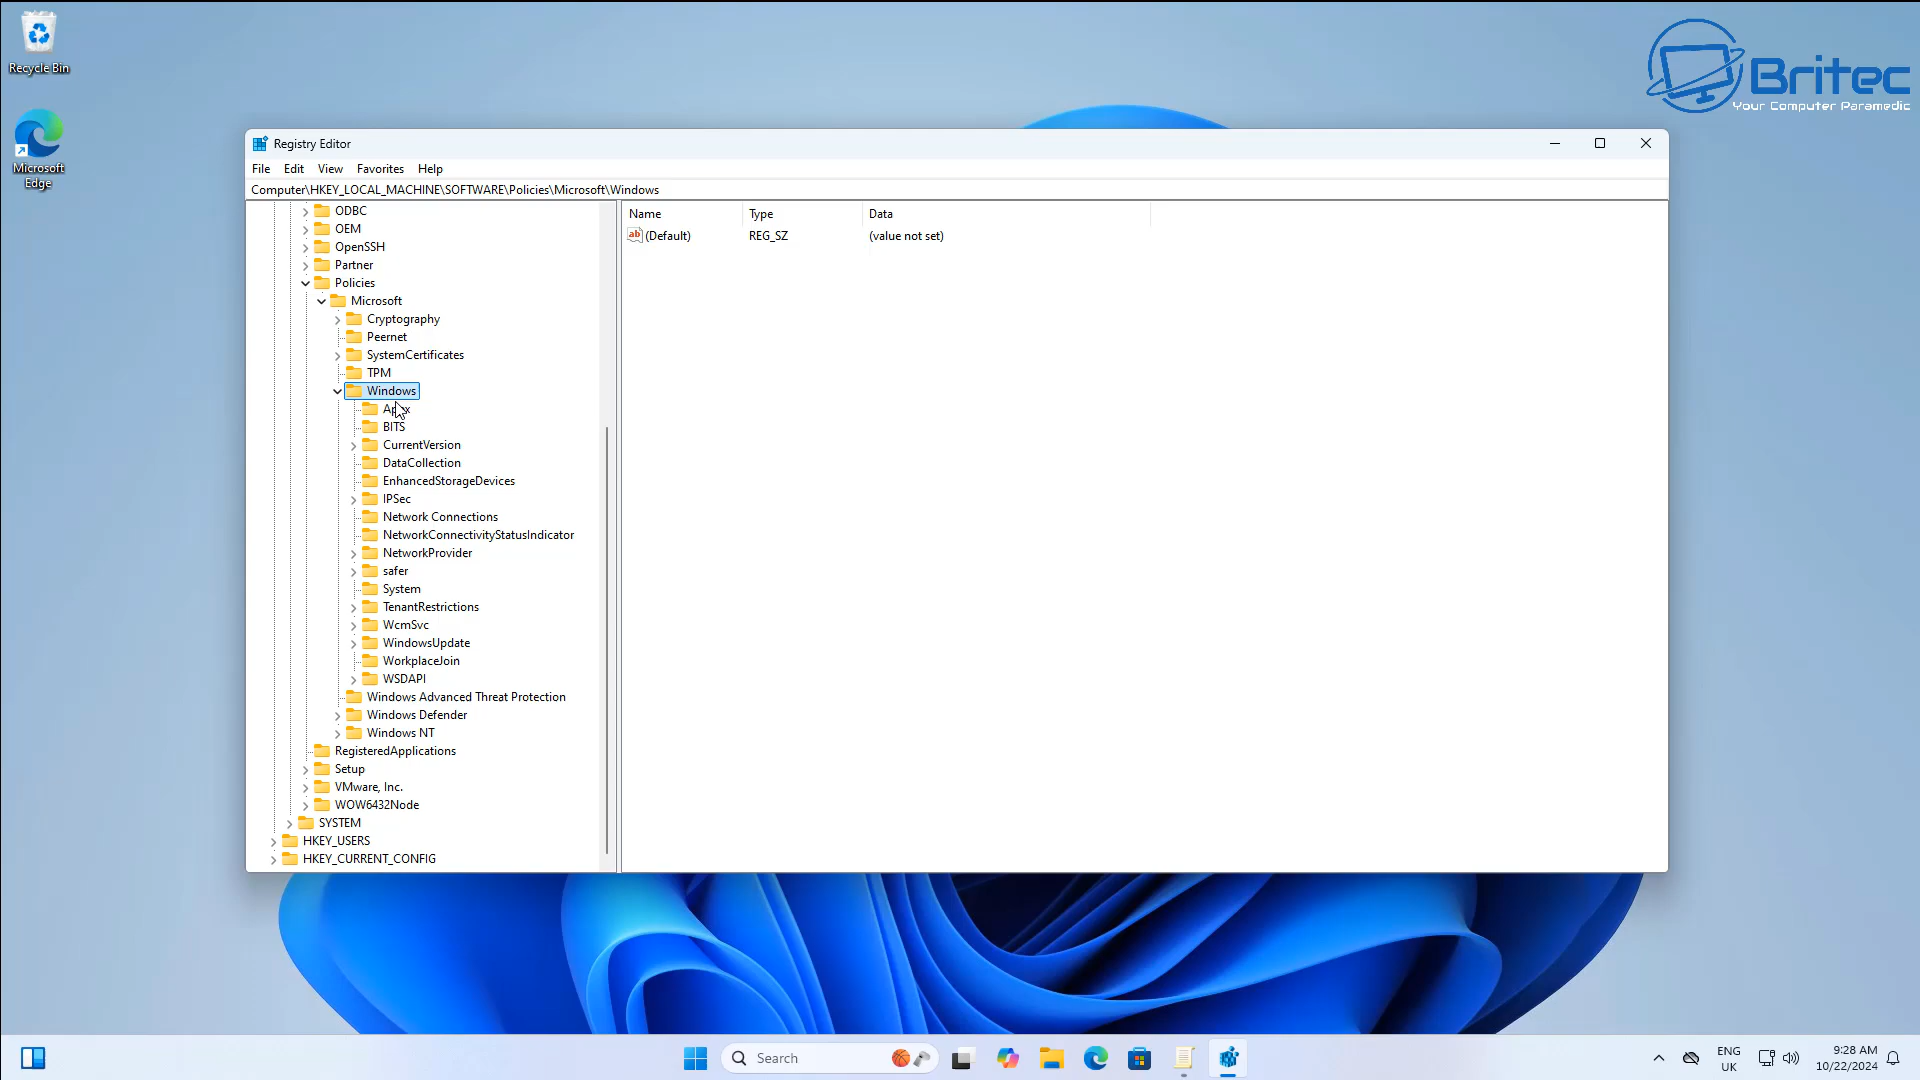 Recycle Bin
Microsoft
Edge
Britec
Your Computer Paramedic
Registry Editor
File Edit View Favorites Help
Computer\HKEY_LOCAL_MACHINE\SOFTWARE\Policies\Microsoft\Windows
Name Type Data
(Default) REG_SZ (value not set)
ODBC
OEM
OpenSSH
Partner
Policies
Microsoft
Cryptography
Peernet
SystemCertificates
TPM
Windows
BITS
CurrentVersion
DataCollection
EnhancedStorageDevices
IPSec
Network Connections
NetworkConnectivityStatusIndicator
NetworkProvider
safer
System
TenantRestrictions
WcmSvc
WindowsUpdate
WorkplaceJoin
WSDAPI
Windows Advanced Threat Protection
Windows Defender
Windows NT
RegisteredApplications
Setup
VMware, Inc.
WOW6432Node
SYSTEM
HKEY_USERS
HKEY_CURRENT_CONFIG
Search
ENG
UK
9:28 AM
10/22/2024